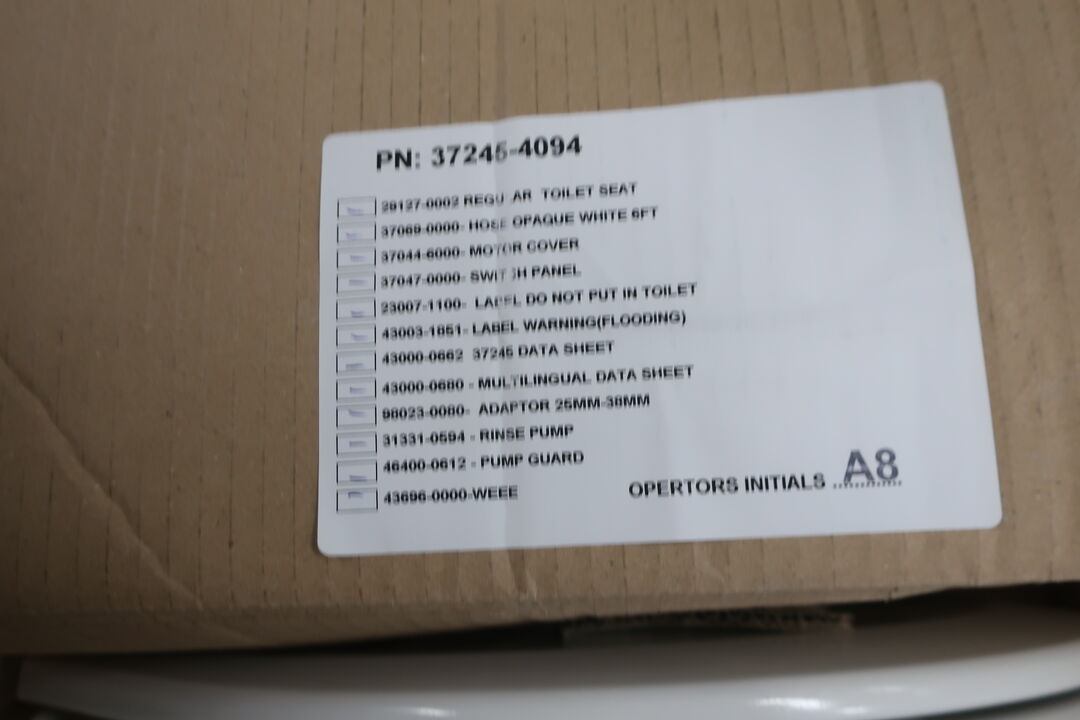 PN: 37245-4094
29127-0002 REGULAR TOILET SEAT
37069-0000- HOSE OPAQUE WHITE 6FT
37044-6000- MOTOR COVER
37047-0000- SWITCH PANEL
23007-1100- LABEL DO NOT PUT IN TOILET
43003-1851- LABEL WARNING(FLOODING)
43000-0662 37245 DATA SHEET
43000-0680 - MULTILINGUAL DATA SHEET
98023-0080- ADAPTOR 25MM-38MM
31331-0594 - RINSE PUMP
46400-0612 - PUMP GUARD
43696-0000-WEEE
OPERTORS INITIALS A8